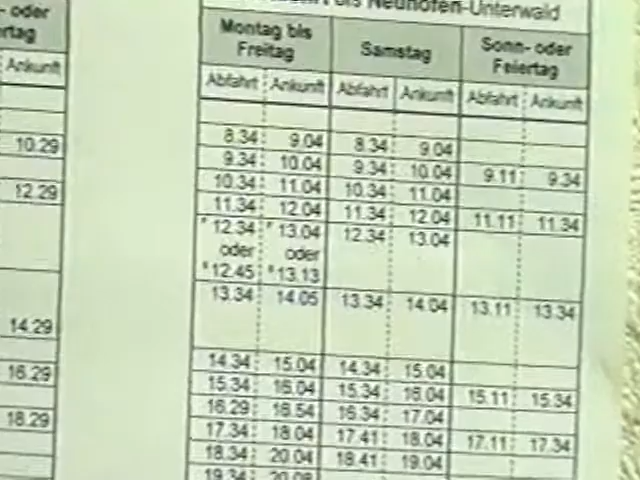 - oder
rtag
Ankunft
10.29
12.29
14.29
16.29
18.29
bis Neuhofen-Unterwald
Montag bis Freitag Samstag Sonn- oder Feiertag
Abfahrt Ankunft Abfahrt Ankunft Abfahrt Ankunft
8.34 9.04 8.34 9.04
9.34 10.04 9.34 10.04 9.11 9.34
10.34 11.04 10.34 11.04
11.34 12.04 11.34 12.04 11.11 11.34
*12.34 *13.04 12.34 13.04
oder oder
*12.45 *13.13
13.34 14.05 13.34 14.04 13.11 13.34
14.34 15.04 14.34 15.04
15.34 16.04 15.34 16.04 15.11 15.34
16.29 16.54 16.34 17.04
17.34 18.04 17.41 18.04 17.11 17.34
18.34 20.04 18.41 19.04
19.34 20.09